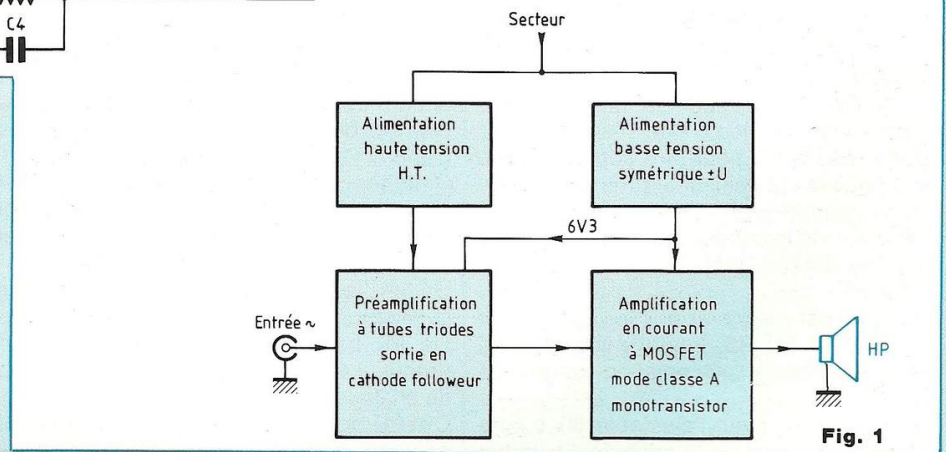 C4
Secteur
Alimentation
haute tension
H.T.
Alimentation
basse tension
symétrique ±U
6V3
Entrée ~
Préamplification
à tubes triodes
sortie en
cathode followeur
Amplification
en courant
à MOS FET
mode classe A
monotransistor
HP
Fig. 1